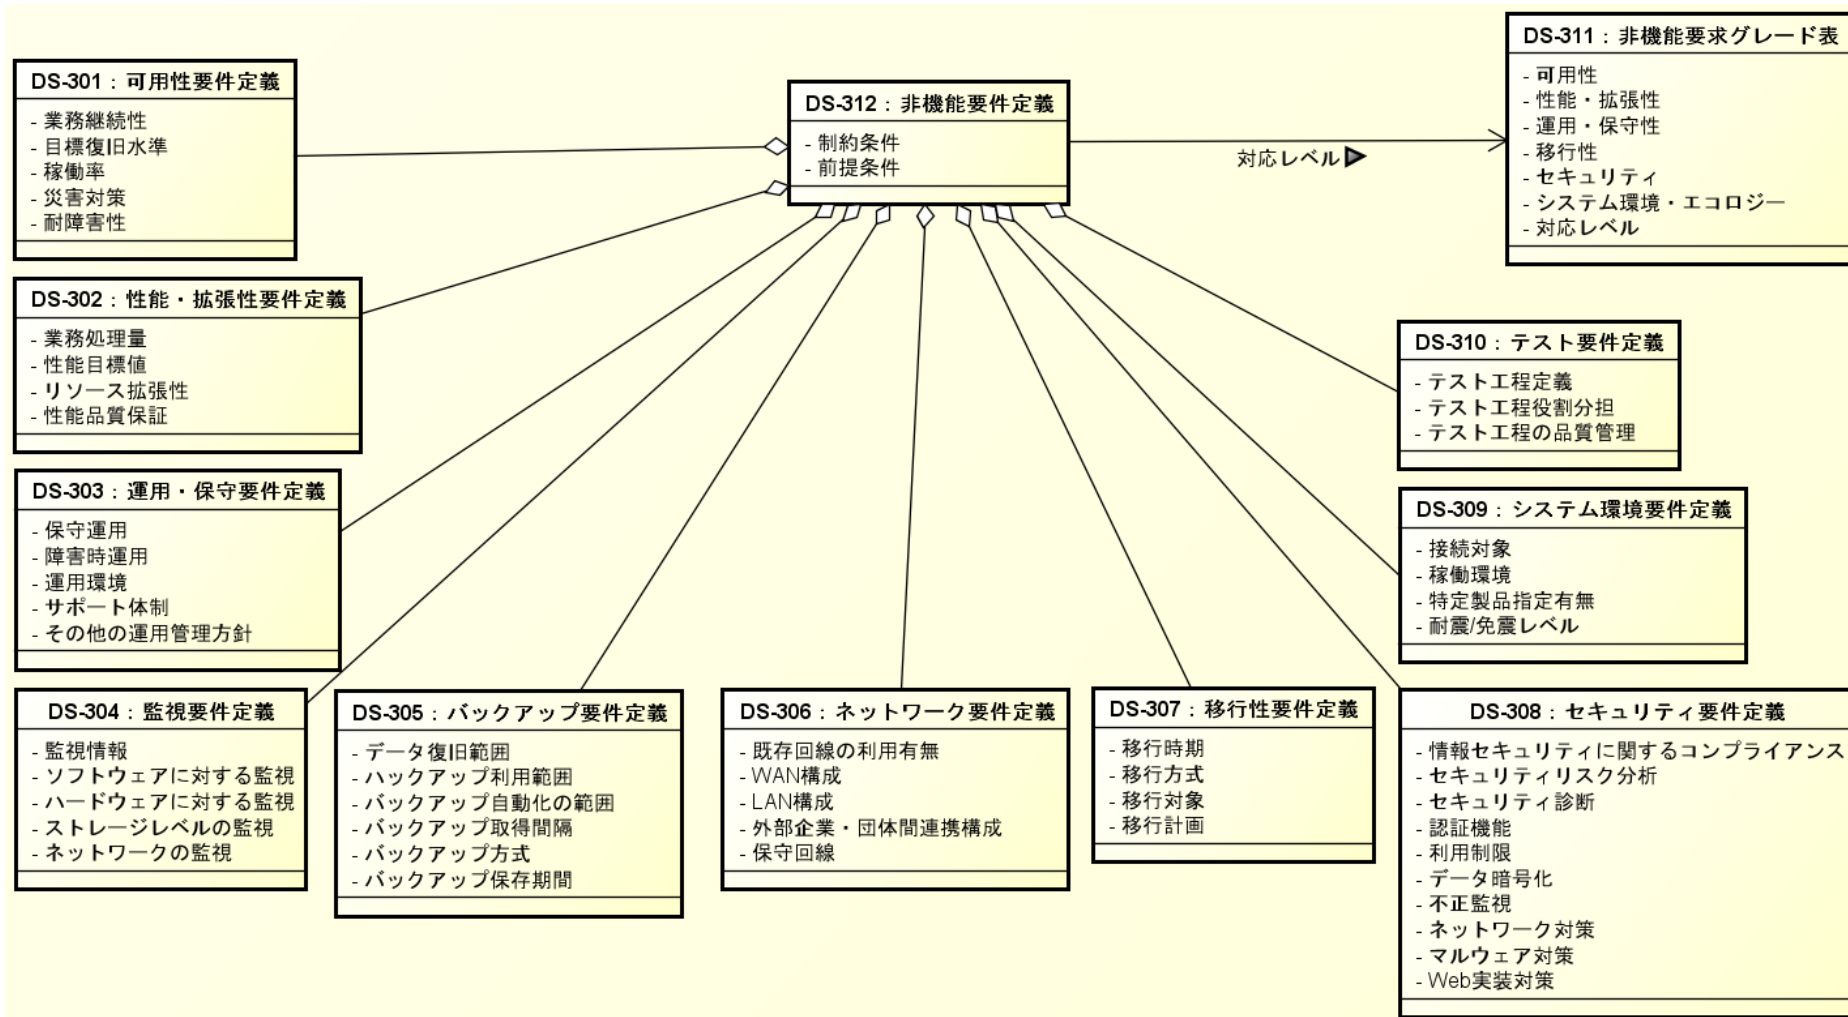 DS-301：可用性要件定義
- 業務継続性
- 目標復旧水準
- 稼働率
- 災害対策
- 耐障害性
DS-312：非機能要件定義
- 制約条件
- 前提条件
対応レベル
DS-311：非機能要求グレード表
- 可用性
- 性能・拡張性
- 運用・保守性
- 移行性
- セキュリティ
- システム環境・エコロジー
- 対応レベル
DS-302：性能・拡張性要件定義
- 業務処理量
- 性能目標値
- リソース拡張性
- 性能品質保証
DS-310：テスト要件定義
- テスト工程定義
- テスト工程役割分担
- テスト工程の品質管理
DS-303：運用・保守要件定義
- 保守運用
- 障害時運用
- 運用環境
- サポート体制
- その他の運用管理方針
DS-309：システム環境要件定義
- 接続対象
- 稼働環境
- 特定製品指定有無
- 耐震/免震レベル
DS-304：監視要件定義
- 監視情報
- ソフトウェアに対する監視
- ハードウェアに対する監視
- ストレージレベルの監視
- ネットワークの監視
DS-305：バックアップ要件定義
- データ復旧範囲
- ハックアップ利用範囲
- バックアップ自動化の範囲
- バックアップ取得間隔
- バックアップ方式
- バックアップ保存期間
DS-306：ネットワーク要件定義
- 既存回線の利用有無
- WAN構成
- LAN構成
- 外部企業・団体間連携構成
- 保守回線
DS-307：移行性要件定義
- 移行時期
- 移行方式
- 移行対象
- 移行計画
DS-308：セキュリティ要件定義
- 情報セキュリティに関するコンプライアンス
- セキュリティリスク分析
- セキュリティ診断
- 認証機能
- 利用制限
- データ暗号化
- 不正監視
- ネットワーク対策
- マルウェア対策
- Web実装対策